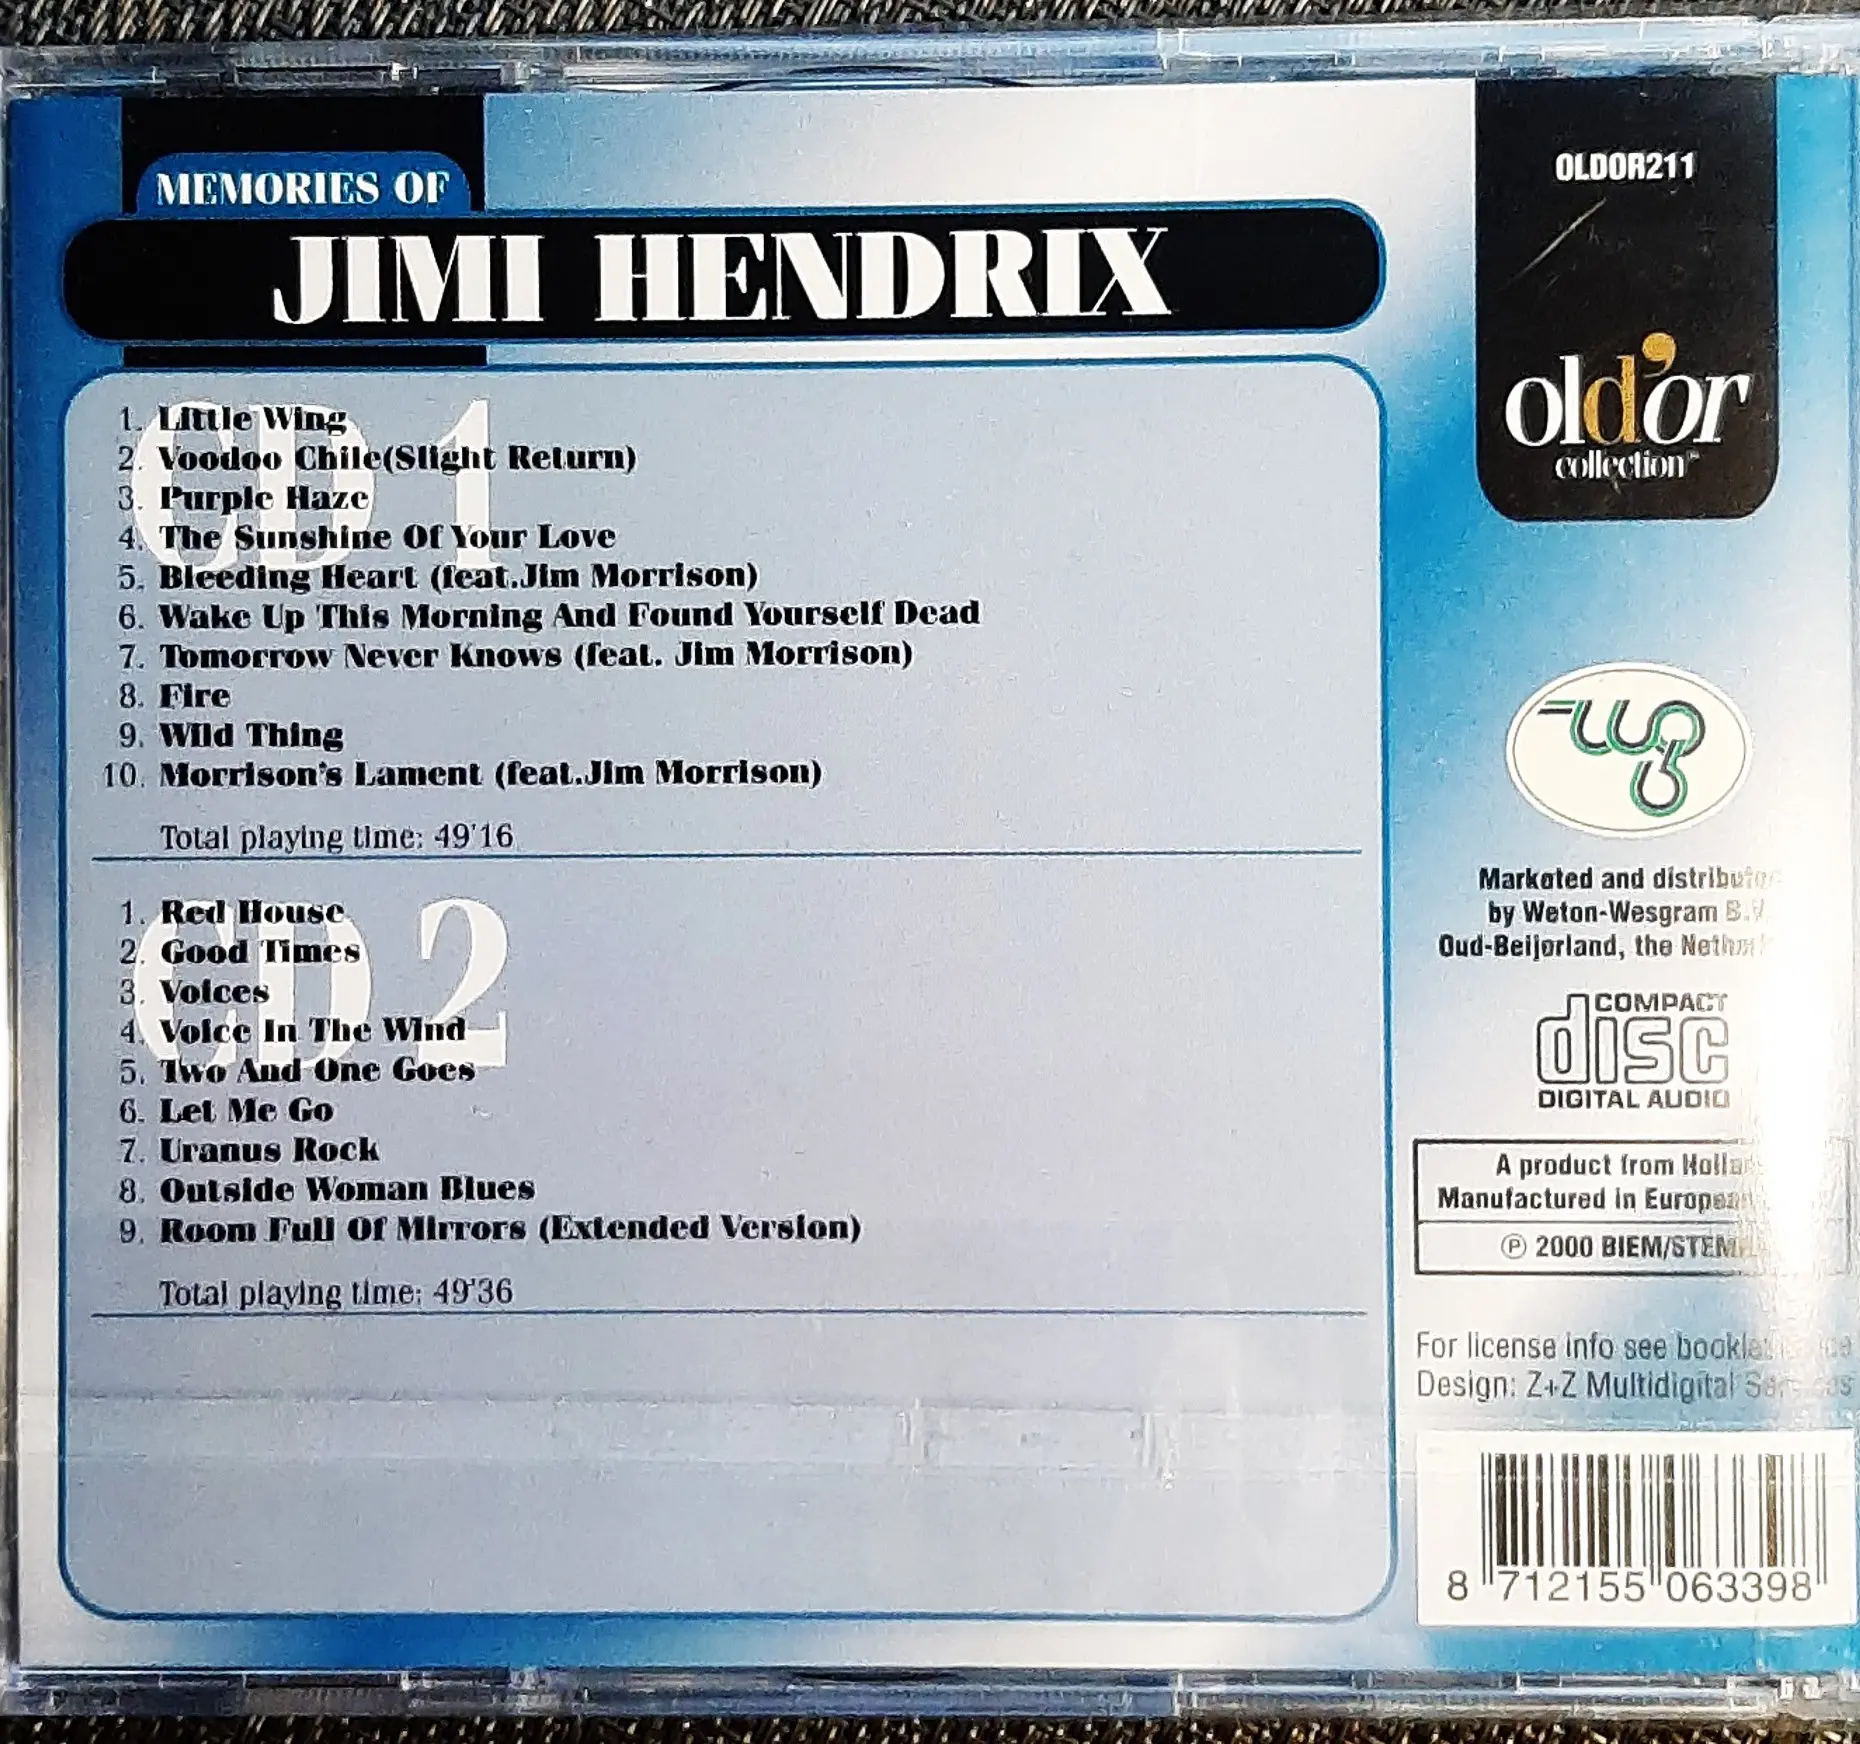 MEMORIES OF
JIMI HENDRIX
CD 1
1. Little Wing
2. Voodoo Chile(Slight Return)
3. Purple Haze
4. The Sunshine Of Your Love
5. Bleeding Heart (feat.Jim Morrison)
6. Wake Up This Morning And Found Yourself Dead
7. Tomorrow Never Knows (feat. Jim Morrison)
8. Fire
9. Wild Thing
10. Morrison's Lament (feat.Jim Morrison)
Total playing time: 49'16
CD 2
1. Red House
2. Good Times
3. Voices
4. Voice In The Wind
5. Two And One Goes
6. Let Me Go
7. Uranus Rock
8. Outside Woman Blues
9. Room Full Of Mirrors (Extended Version)
Total playing time: 49'36
OLDOR211
old'or
collection™
Marketed and
by Weton-Wesgram B.V.
Oud-Beijerland, the
COMPACT
disc
DIGITAL AUDIO
A product from
Manufactured in
℗ 2000 BIEM/STEMRA
For license info see
Design: Z+Z Multidigital Services
8 712155 063398